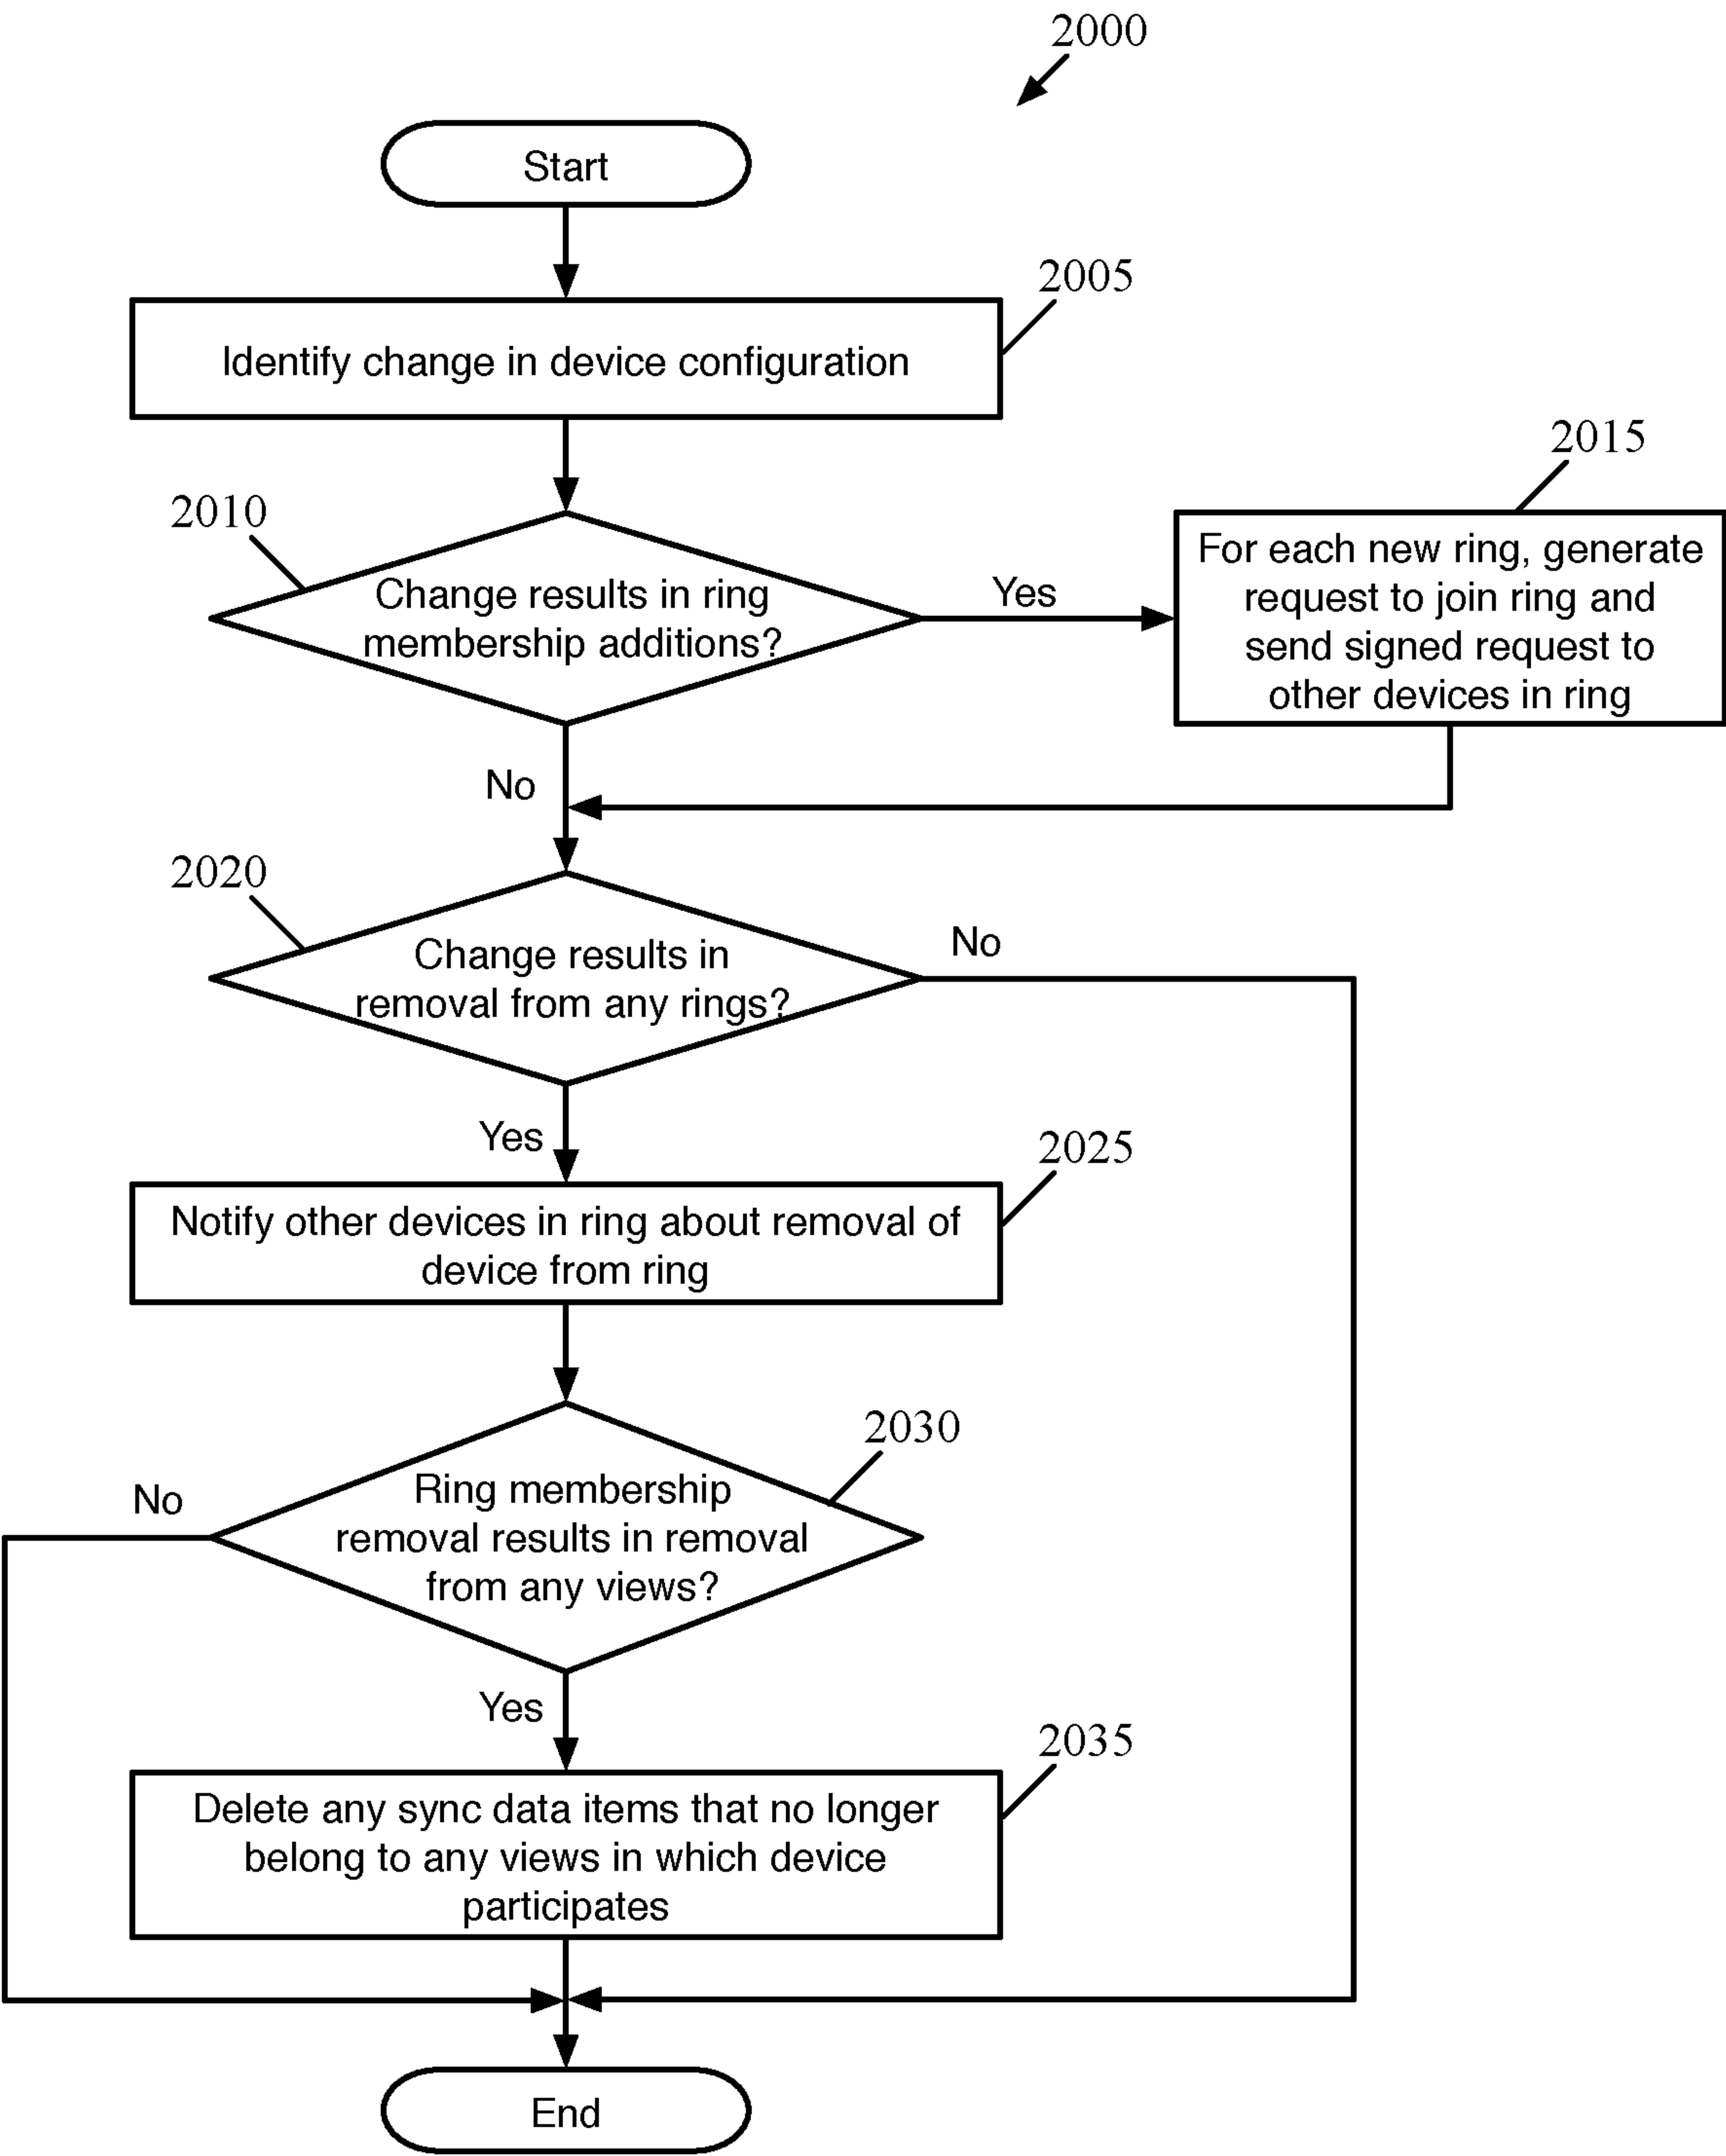 2000
Start
2005
Identify change in device configuration
2010
Change results in ring
membership additions?
Yes
2015
For each new ring, generate
request to join ring and
send signed request to
other devices in ring
No
2020
Change results in
removal from any rings?
No
Yes
2025
Notify other devices in ring about removal of
device from ring
2030
Ring membership
removal results in removal
from any views?
No
Yes
2035
Delete any sync data items that no longer
belong to any views in which device
participates
End